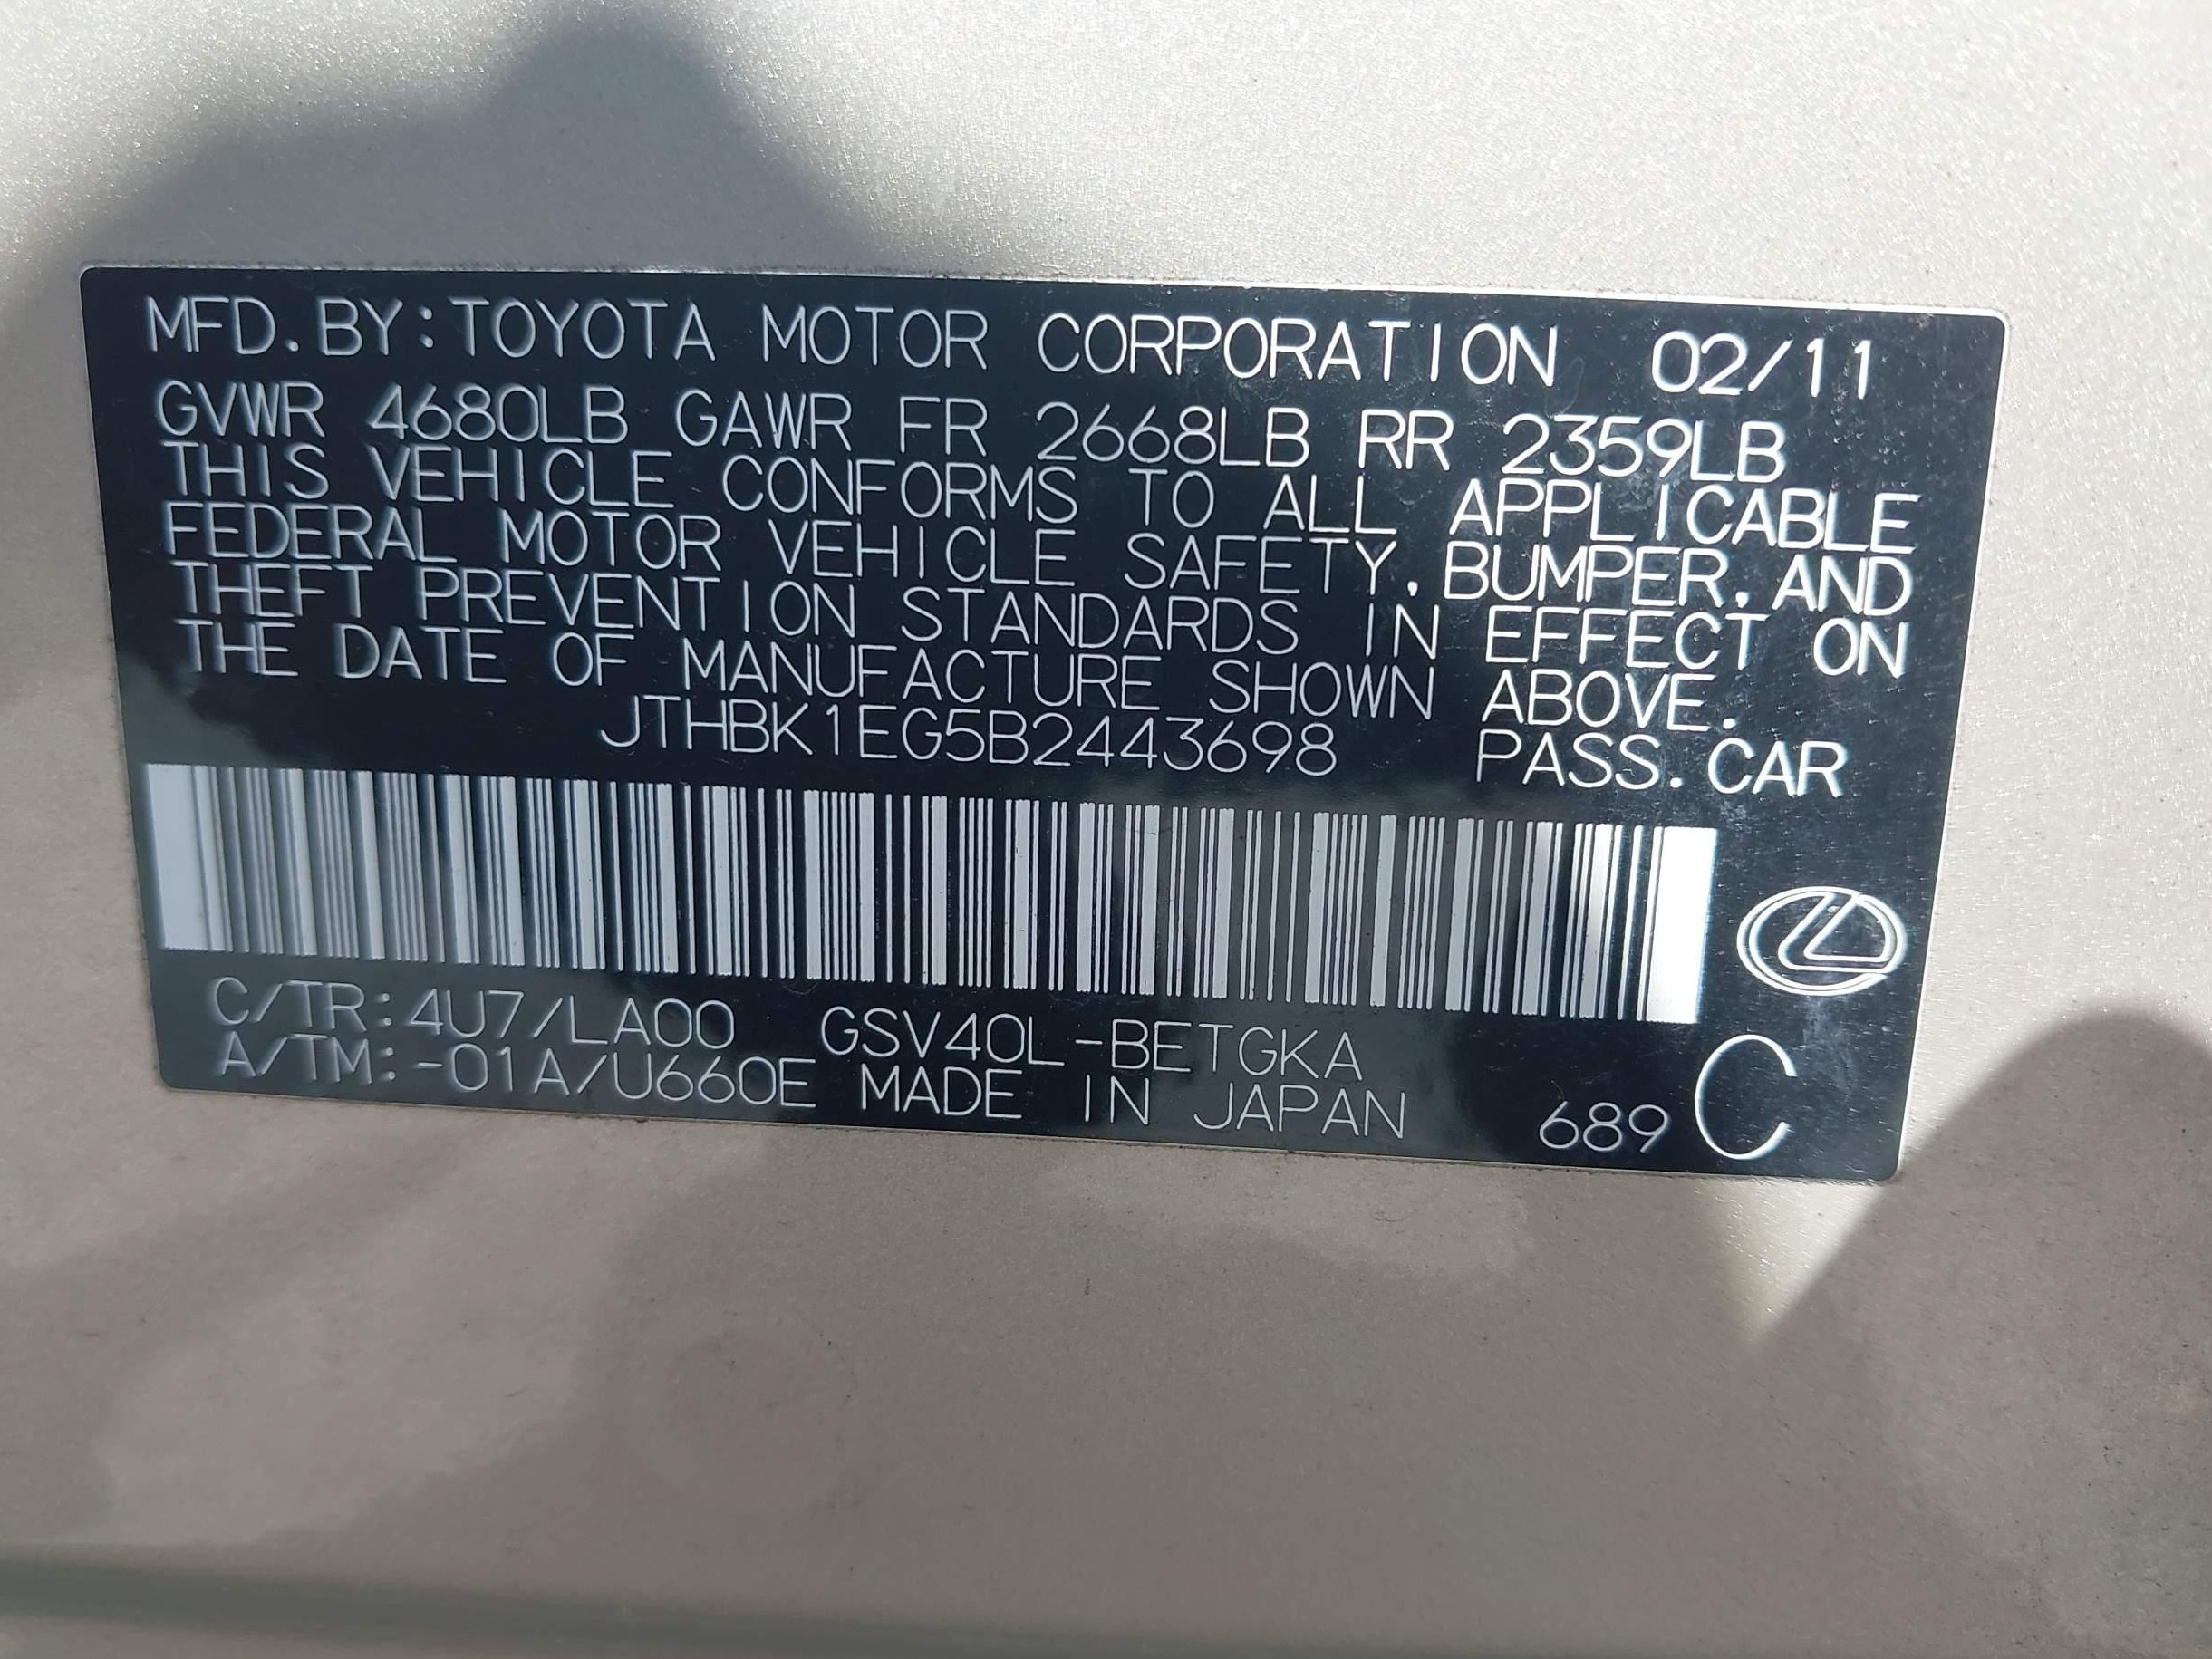 MFD. BY: TOYOTA MOTOR CORPORATION 02/11
GVWR 4680LB GAWR FR 2668LB RR 2359LB
THIS VEHICLE CONFORMS TO ALL APPLICABLE
FEDERAL MOTOR VEHICLE SAFETY, BUMPER, AND
THEFT PREVENTION STANDARDS IN EFFECT ON
THE DATE OF MANUFACTURE SHOWN ABOVE.
JTHBK1EG5B2443698 PASS. CAR
C/TR: 4U7/LA00 GSV40L-BETGKA
A/TM: -01A/U660E MADE IN JAPAN 689 C